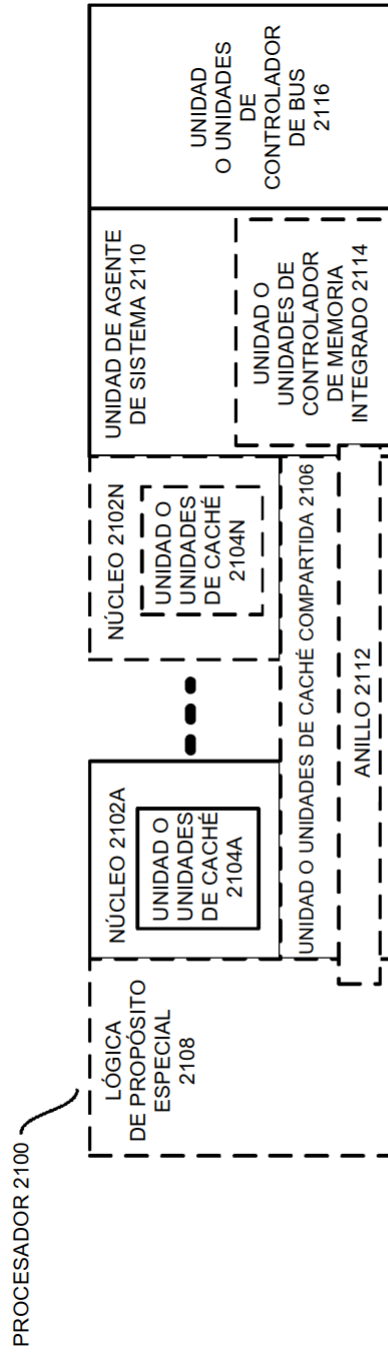 PROCESADOR 2100
LÓGICA
DE PROPÓSITO
ESPECIAL
2108
NÚCLEO 2102A
UNIDAD O
UNIDADES
DE CACHÉ
2104A
NÚCLEO 2102N
UNIDAD O
UNIDADES
DE CACHÉ
2104N
UNIDAD O UNIDADES DE CACHÉ COMPARTIDA 2106
ANILLO 2112
UNIDAD DE AGENTE
DE SISTEMA 2110
UNIDAD O
UNIDADES DE
CONTROLADOR
DE MEMORIA
INTEGRADO 2114
UNIDAD
O UNIDADES
DE
CONTROLADOR
DE BUS
2116